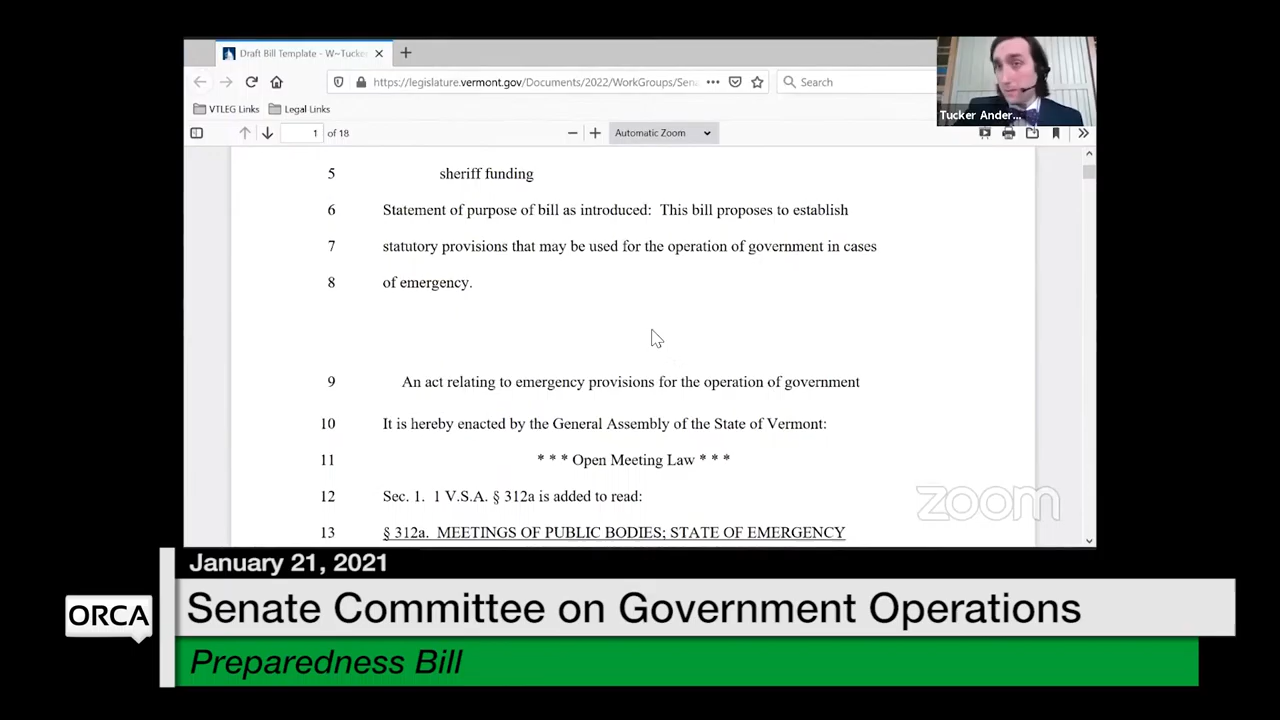 Draft Bill Template - W~Tucke
https://legislature.vermont.gov/Documents/2022/WorkGroups/Sena
Search
VTLEG Links
Legal Links
1 of 18
Automatic Zoom
Tucker Ander...
5 sheriff funding
6 Statement of purpose of bill as introduced: This bill proposes to establish
7 statutory provisions that may be used for the operation of government in cases
8 of emergency.
9 An act relating to emergency provisions for the operation of government
10 It is hereby enacted by the General Assembly of the State of Vermont:
11 * * * Open Meeting Law * * *
12 Sec. 1. 1 V.S.A. § 312a is added to read:
13 § 312a. MEETINGS OF PUBLIC BODIES; STATE OF EMERGENCY
zoom
January 21, 2021
ORCA
Senate Committee on Government Operations
Preparedness Bill